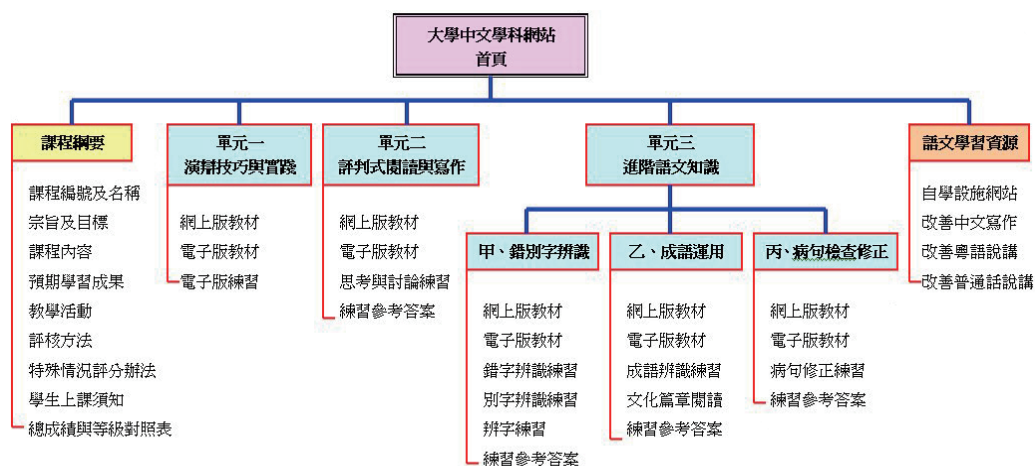 大學中文學科網站
首頁
課程綱要
課程編號及名稱
宗旨及目標
課程內容
預期學習成果
教學活動
評核方法
特殊情況評分辦法
學生上課須知
總成績與等級對照表
單元一
演辯技巧與實踐
網上版教材
電子版教材
電子版練習
單元二
評判式閱讀與寫作
網上版教材
電子版教材
思考與討論練習
練習參考答案
單元三
進階語文知識
甲、錯別字辨識
網上版教材
電子版教材
錯字辨識練習
別字辨識練習
辨字練習
練習參考答案
乙、成語運用
網上版教材
電子版教材
成語辨識練習
文化篇章閱讀
練習參考答案
丙、病句檢查修正
網上版教材
電子版教材
病句修正練習
練習參考答案
語文學習資源
自學設施網站
改善中文寫作
改善粵語說講
改善普通話說講